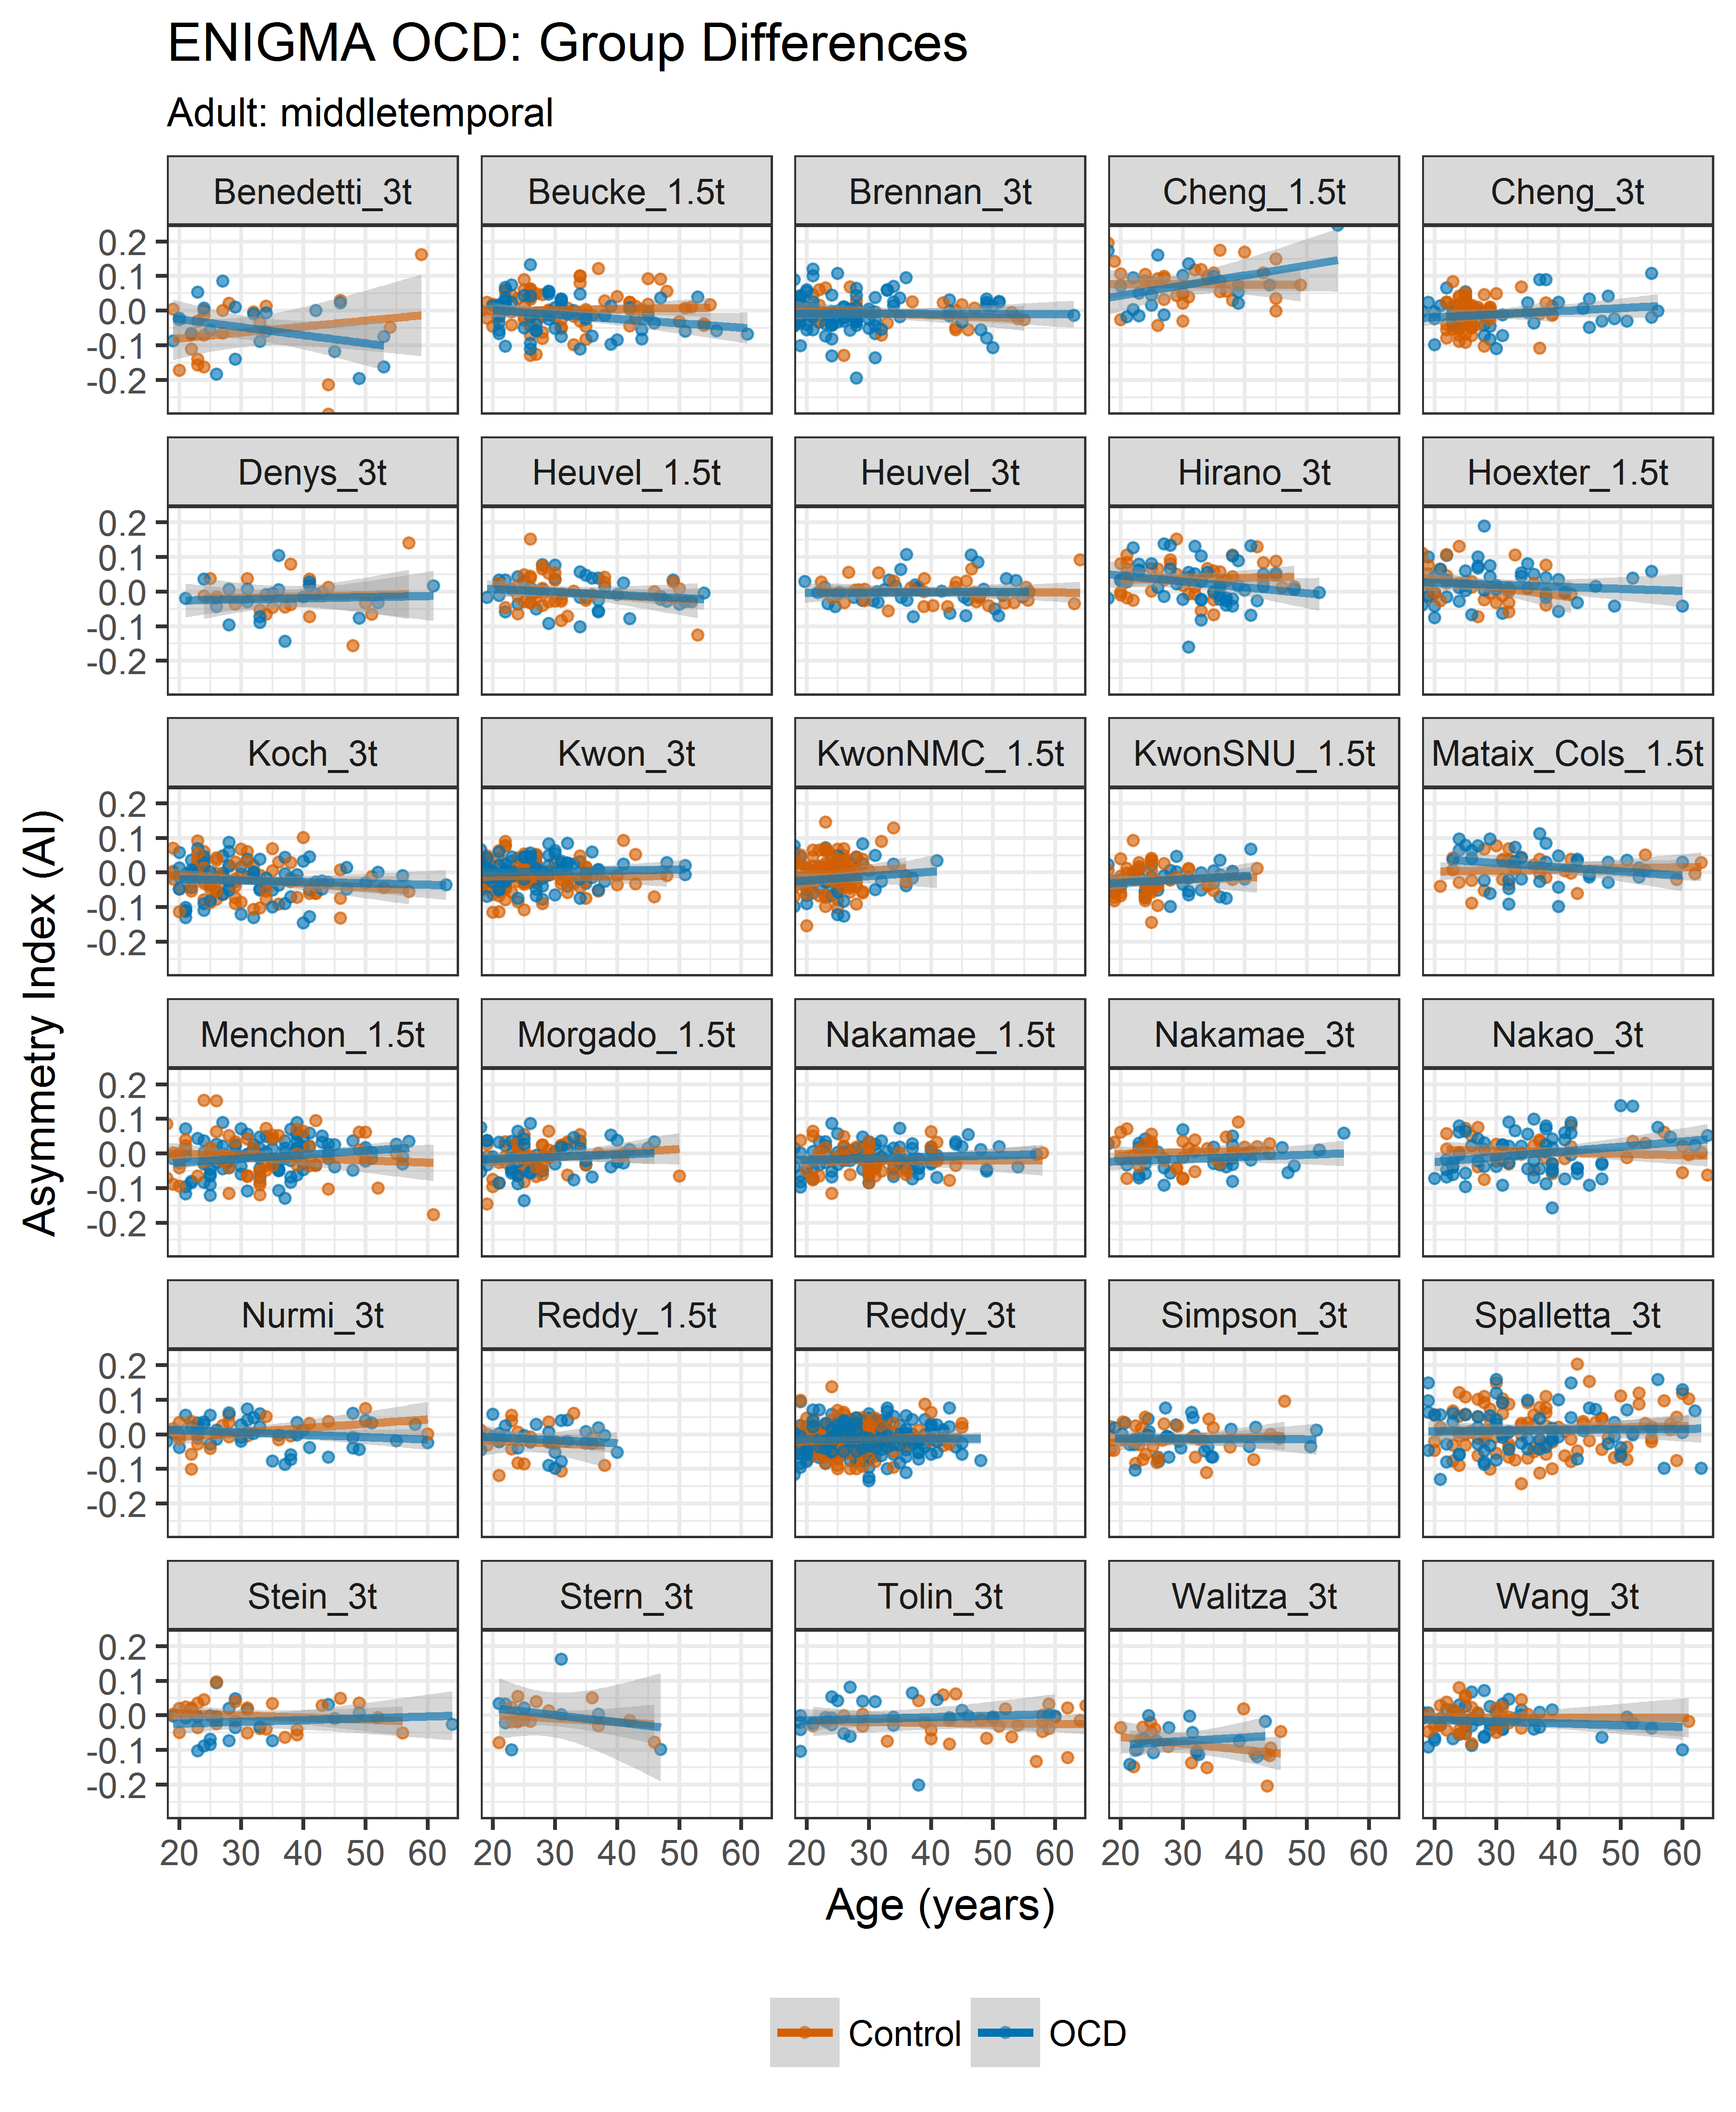 ENIGMA OCD: Group Differences
Adult: middletemporal
Benedetti_3t Beucke_1.5t Brennan_3t Cheng_1.5t Cheng_3t
0.2
0.1
0.0
-0.1
-0.2
Denys_3t Heuvel_1.5t Heuvel_3t Hirano_3t Hoexter_1.5t
0.2
0.1
0.0
-0.1
-0.2
Koch_3t Kwon_3t KwonNMC_1.5t KwonSNU_1.5t Mataix_Cols_1.5t
0.2
0.1
0.0
-0.1
-0.2
Menchon_1.5t Morgado_1.5t Nakamae_1.5t Nakamae_3t Nakao_3t
0.2
0.1
0.0
-0.1
-0.2
Nurmi_3t Reddy_1.5t Reddy_3t Simpson_3t Spalletta_3t
0.2
0.1
0.0
-0.1
-0.2
Stein_3t Stern_3t Tolin_3t Walitza_3t Wang_3t
0.2
0.1
0.0
-0.1
-0.2
20 30 40 50 60 20 30 40 50 60 20 30 40 50 60 20 30 40 50 60 20 30 40 50 60
Asymmetry Index (AI)
Age (years)
Control OCD